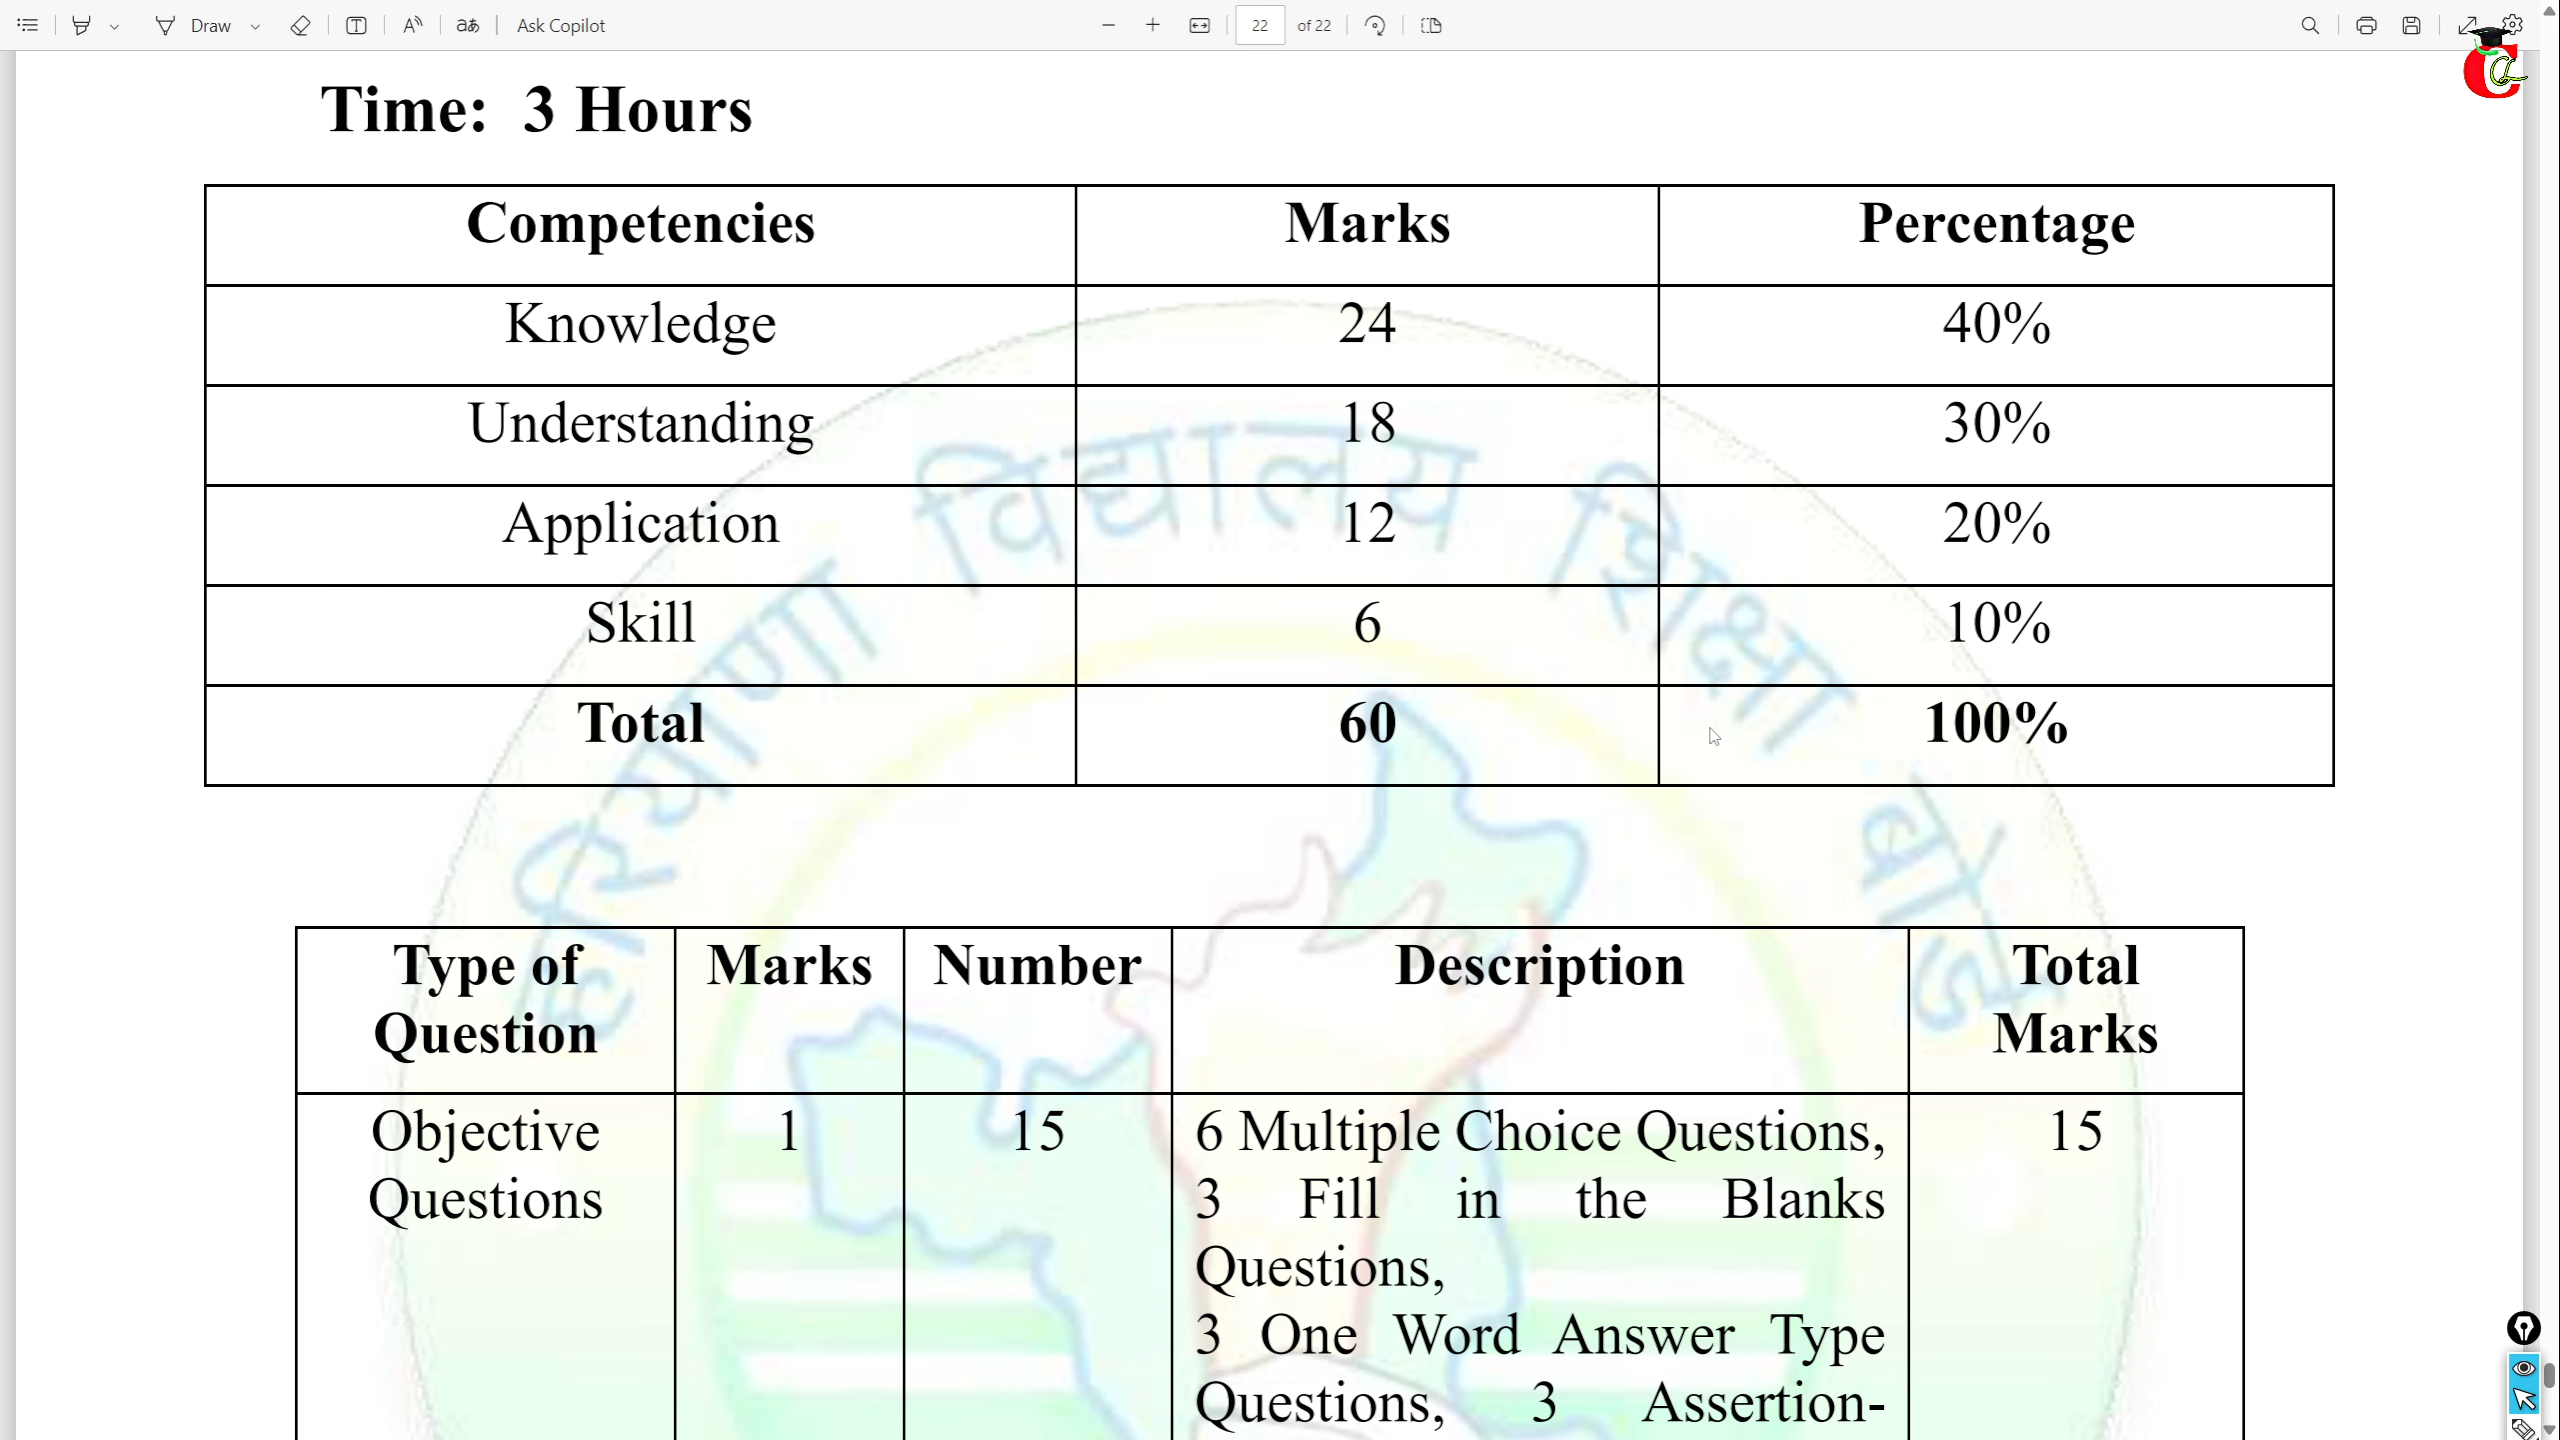 Draw
Ask Copilot
22 of 22
Time: 3 Hours
Competencies Marks Percentage
Knowledge 24 40%
Understanding 18 30%
Application 12 20%
Skill 6 10%
Total 60 100%
हरियाणा विद्यालय शिक्षा बोर्ड
Type of Question Marks Number Description Total Marks
Objective Questions 1 15 6 Multiple Choice Questions, 15
3 Fill in the Blanks
Questions,
3 One Word Answer Type
Questions, 3 Assertion-